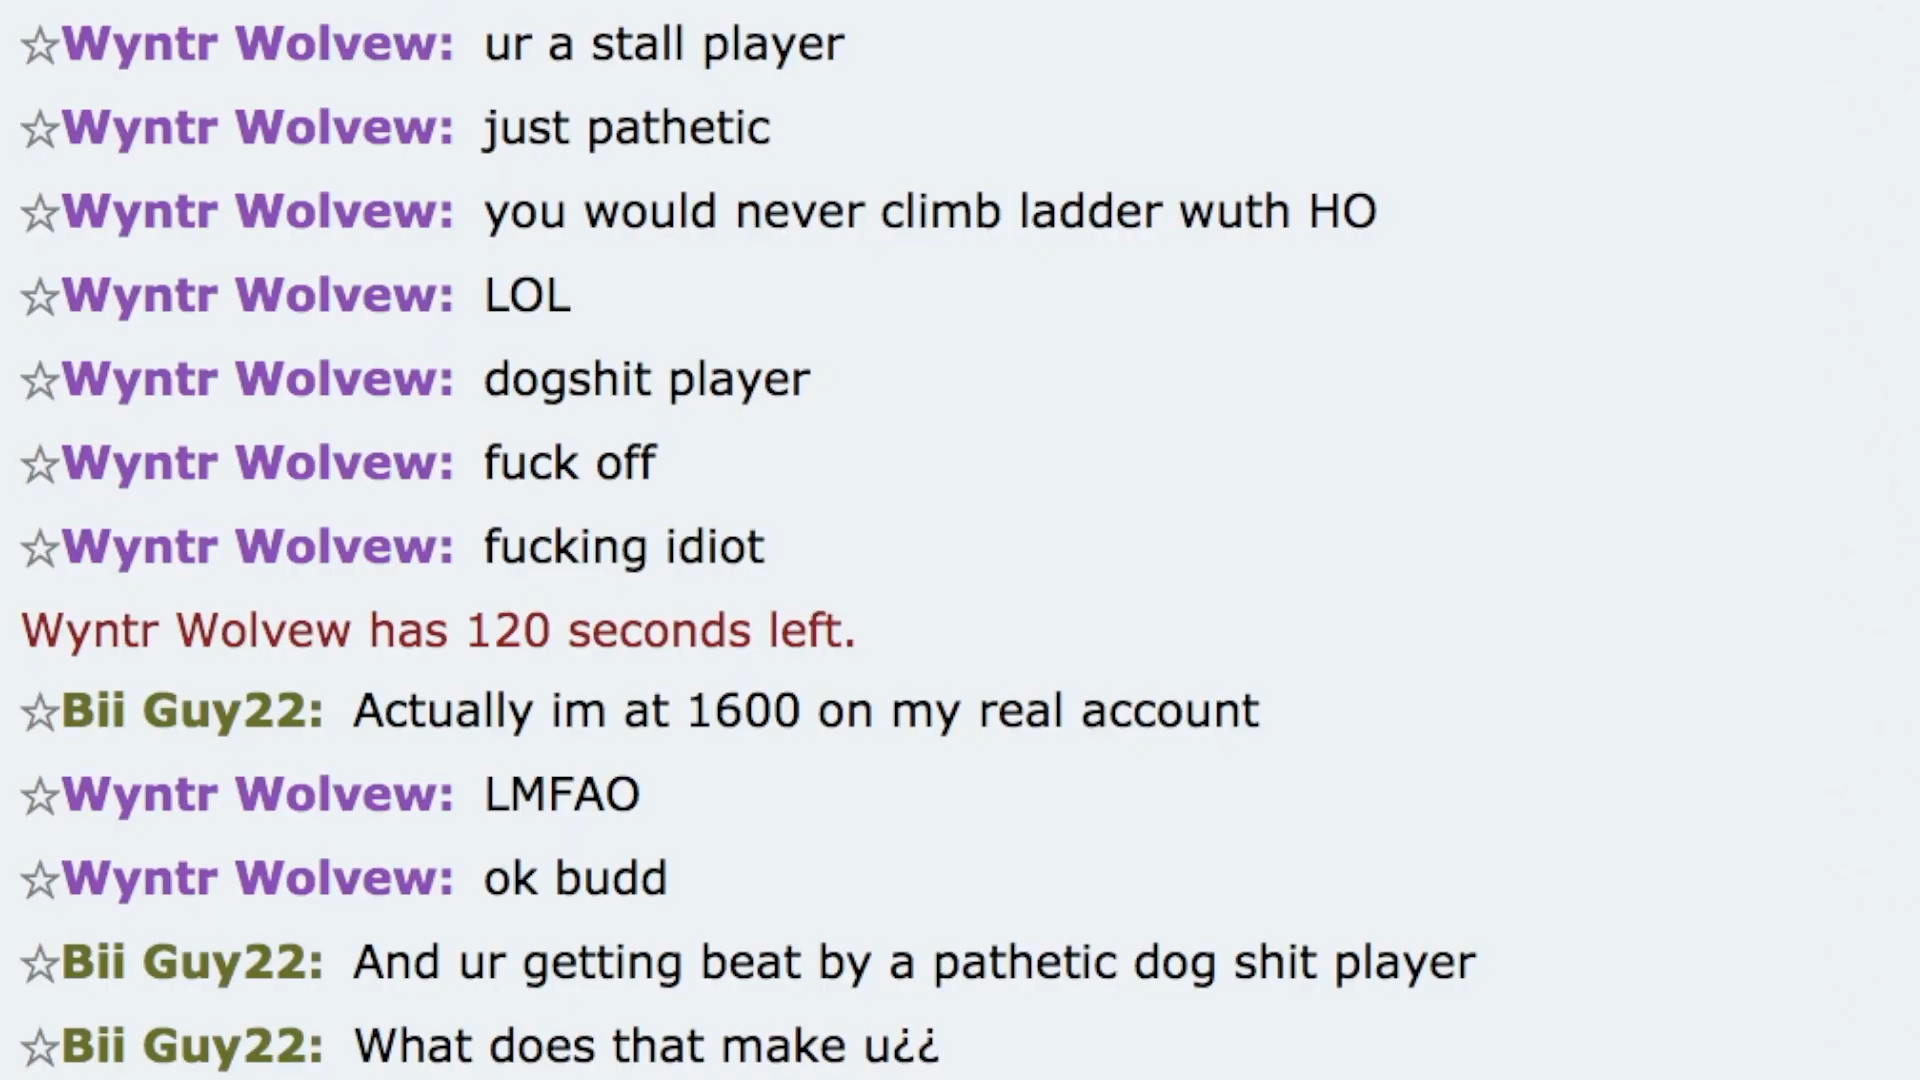 ☆Wyntr Wolvew: ur a stall player
☆Wyntr Wolvew: just pathetic
☆Wyntr Wolvew: you would never climb ladder wuth HO
☆Wyntr Wolvew: LOL
☆Wyntr Wolvew: dogshit player
☆Wyntr Wolvew: fuck off
☆Wyntr Wolvew: fucking idiot
Wyntr Wolvew has 120 seconds left.
☆Bii Guy22: Actually im at 1600 on my real account
☆Wyntr Wolvew: LMFAO
☆Wyntr Wolvew: ok budd
☆Bii Guy22: And ur getting beat by a pathetic dog shit player
☆Bii Guy22: What does that make u¿¿